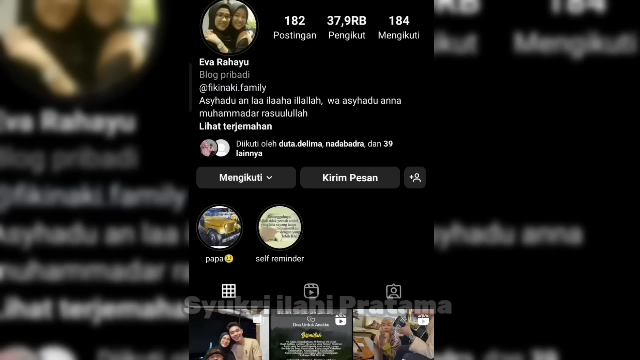 182 37,9RB 184
Postingan Pengikut Mengikuti
Eva Rahayu
Blog pribadi
@fikinaki.family
Asyhadu an laa ilaaha illallah, wa asyhadu anna
muhammadar rasuulullah
Lihat terjemahan
Diikuti oleh duta.delima, nadabadra, dan 39
lainnya
Mengikuti Kirim Pesan
papa🥲 self reminder
Syukri ilahi Pratama